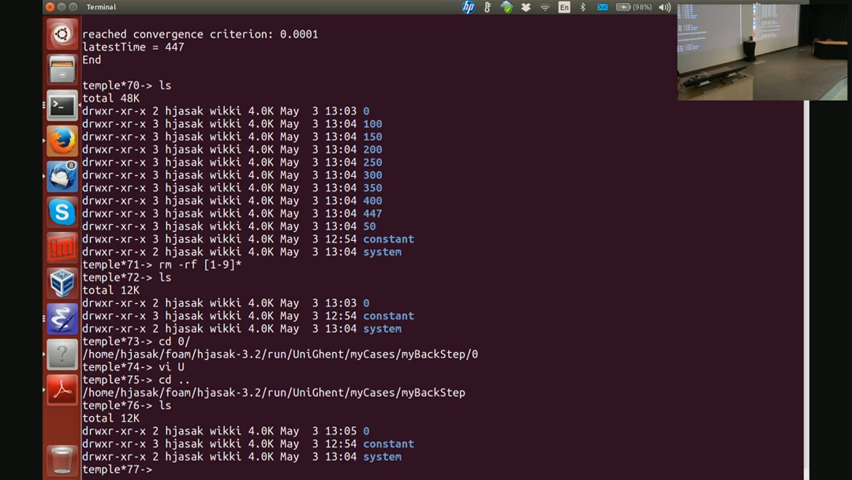 Terminal
En
(98%)
reached convergence criterion: 0.0001
latestTime = 447
End
temple*70-> ls
total 48K
drwxr-xr-x 2 hjasak wikki 4.0K May  3 13:03 0
drwxr-xr-x 3 hjasak wikki 4.0K May  3 13:04 100
drwxr-xr-x 3 hjasak wikki 4.0K May  3 13:04 150
drwxr-xr-x 3 hjasak wikki 4.0K May  3 13:04 200
drwxr-xr-x 3 hjasak wikki 4.0K May  3 13:04 250
drwxr-xr-x 3 hjasak wikki 4.0K May  3 13:04 300
drwxr-xr-x 3 hjasak wikki 4.0K May  3 13:04 350
drwxr-xr-x 3 hjasak wikki 4.0K May  3 13:04 400
drwxr-xr-x 3 hjasak wikki 4.0K May  3 13:04 447
drwxr-xr-x 3 hjasak wikki 4.0K May  3 13:04 50
drwxr-xr-x 3 hjasak wikki 4.0K May  3 12:54 constant
drwxr-xr-x 2 hjasak wikki 4.0K May  3 13:04 system
temple*71-> rm -rf [1-9]*
temple*72-> ls
total 12K
drwxr-xr-x 2 hjasak wikki 4.0K May  3 13:03 0
drwxr-xr-x 3 hjasak wikki 4.0K May  3 12:54 constant
drwxr-xr-x 2 hjasak wikki 4.0K May  3 13:04 system
temple*73-> cd 0/
/home/hjasak/foam/hjasak-3.2/run/UniGhent/myCases/myBackStep/0
temple*74-> vi U
temple*75-> cd ..
/home/hjasak/foam/hjasak-3.2/run/UniGhent/myCases/myBackStep
temple*76-> ls
total 12K
drwxr-xr-x 2 hjasak wikki 4.0K May  3 13:05 0
drwxr-xr-x 3 hjasak wikki 4.0K May  3 12:54 constant
drwxr-xr-x 2 hjasak wikki 4.0K May  3 13:04 system
temple*77->